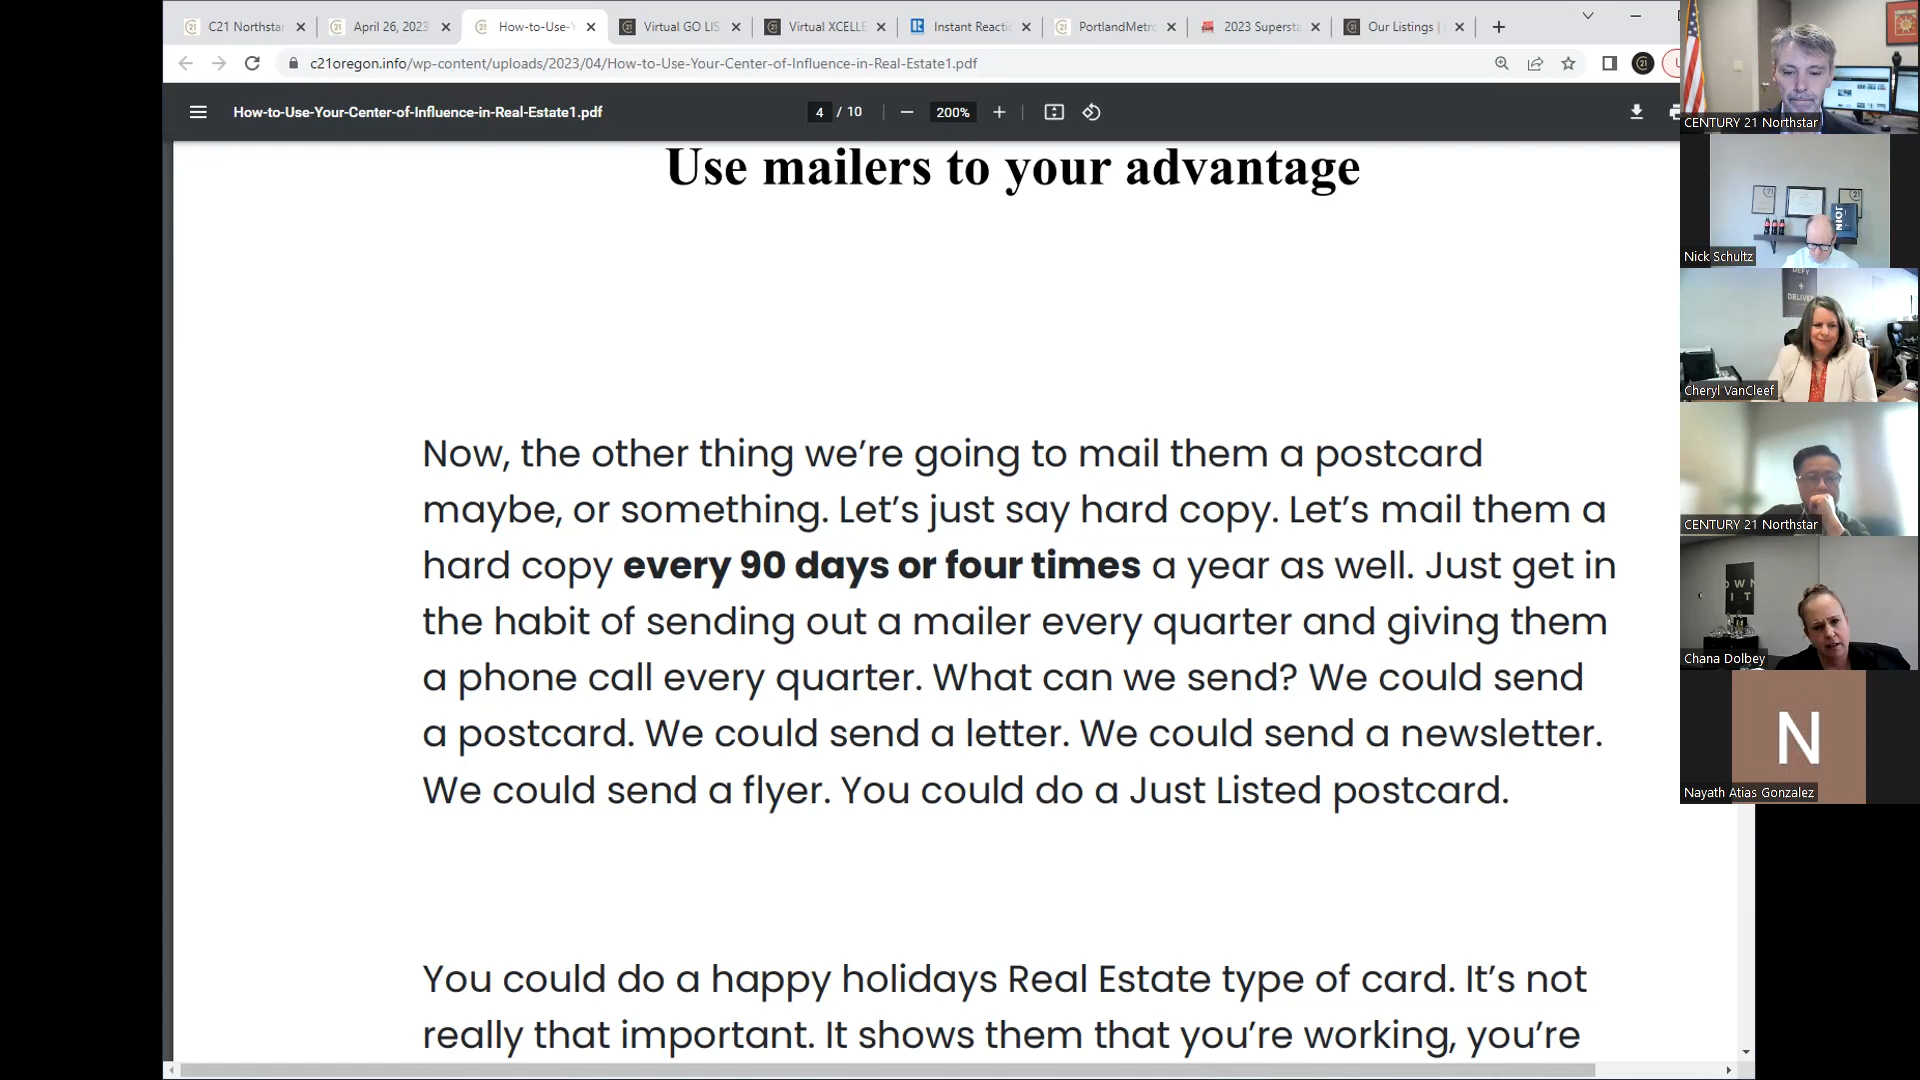 C21 Northstar
April 26, 2023
How-to-Use-Y
Virtual GO LIS
Virtual XCELLE
Instant Reacti
PortlandMetro
2023 Supersta
Our Listings |
c21oregon.info/wp-content/uploads/2023/04/How-to-Use-Your-Center-of-Influence-in-Real-Estate1.pdf
How-to-Use-Your-Center-of-Influence-in-Real-Estate1.pdf
4 / 10
200%
Use mailers to your advantage
Now, the other thing we’re going to mail them a postcard
maybe, or something. Let’s just say hard copy. Let’s mail them a
hard copy every 90 days or four times a year as well. Just get in
the habit of sending out a mailer every quarter and giving them
a phone call every quarter. What can we send? We could send
a postcard. We could send a letter. We could send a newsletter.
We could send a flyer. You could do a Just Listed postcard.
You could do a happy holidays Real Estate type of card. It’s not
really that important. It shows them that you’re working, you’re
CENTURY 21 Northstar
JOIN
Nick Schultz
DEFY
DELIVER
Cheryl VanCleef
CENTURY 21 Northstar
OWN
IT
Chana Dolbey
N
Nayath Atias Gonzalez